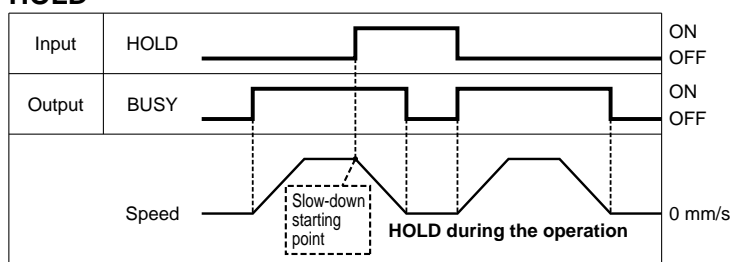 HOLD
Input HOLD ON
OFF
Output BUSY ON
OFF
Speed 0 mm/s
Slow-down
starting
point
HOLD during the operation